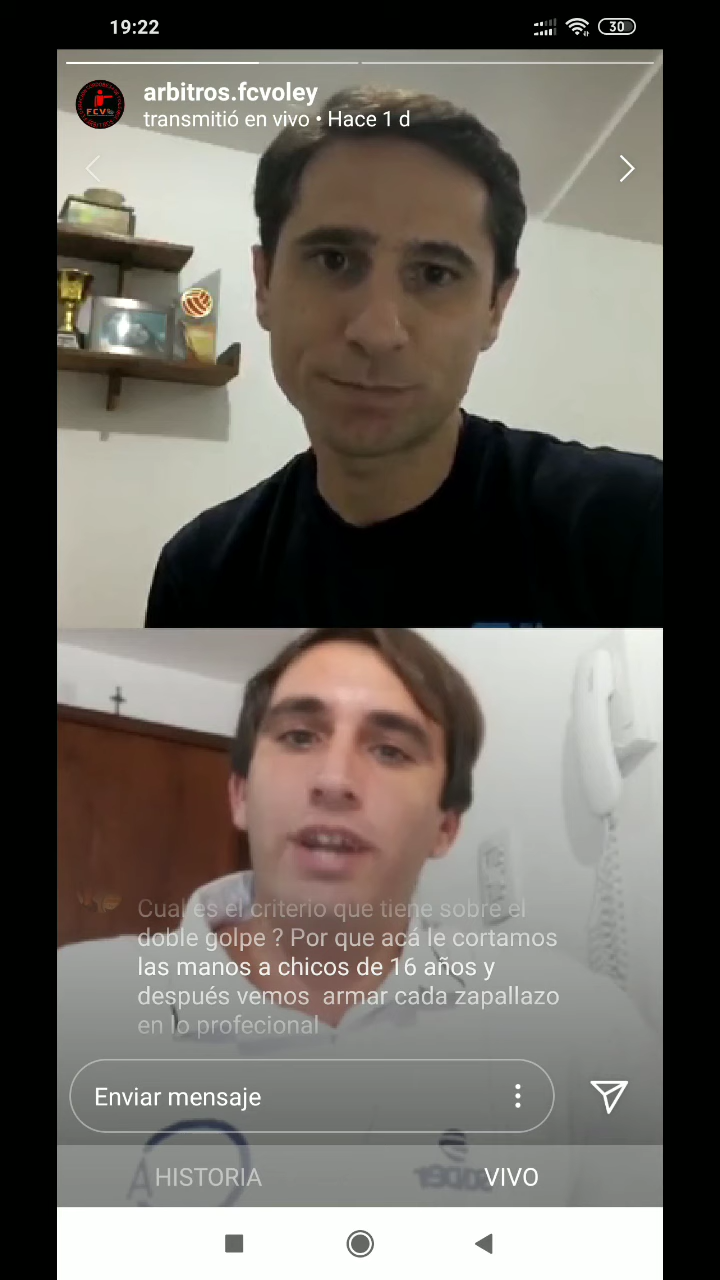 19:22
30
arbitros.fcvoley
transmitió en vivo • Hace 1 d
FCV
Cual es el criterio que tiene sobre el
doble golpe ? Por que acá le cortamos
las manos a chicos de 16 años y
después vemos armar cada zapallazo
en lo profecional
Enviar mensaje
HISTORIA
VIVO